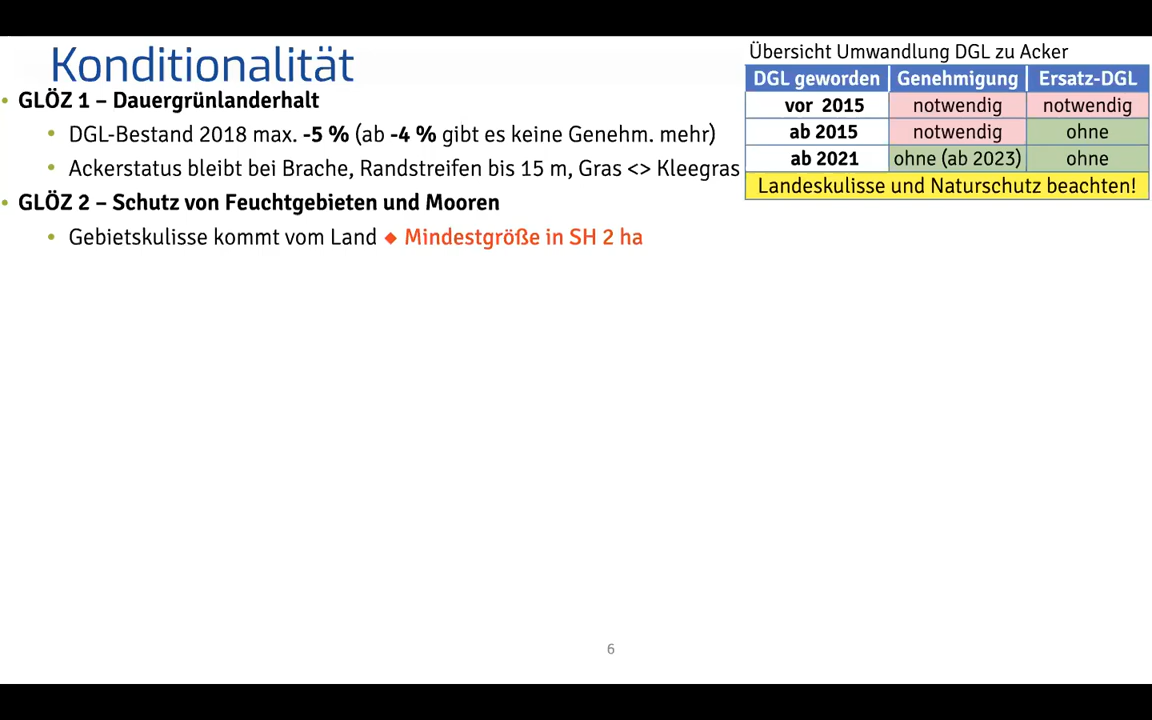 Konditionalität
• GLÖZ 1 – Dauergrünlanderhalt
• DGL-Bestand 2018 max. -5 % (ab -4 % gibt es keine Genehm. mehr)
• Ackerstatus bleibt bei Brache, Randstreifen bis 15 m, Gras <> Kleegras
• GLÖZ 2 – Schutz von Feuchtgebieten und Mooren
• Gebietskulisse kommt vom Land ◆ Mindestgröße in SH 2 ha
Übersicht Umwandlung DGL zu Acker
DGL geworden Genehmigung Ersatz-DGL
vor 2015 notwendig notwendig
ab 2015 notwendig ohne
ab 2021 ohne (ab 2023) ohne
Landeskulisse und Naturschutz beachten!
6